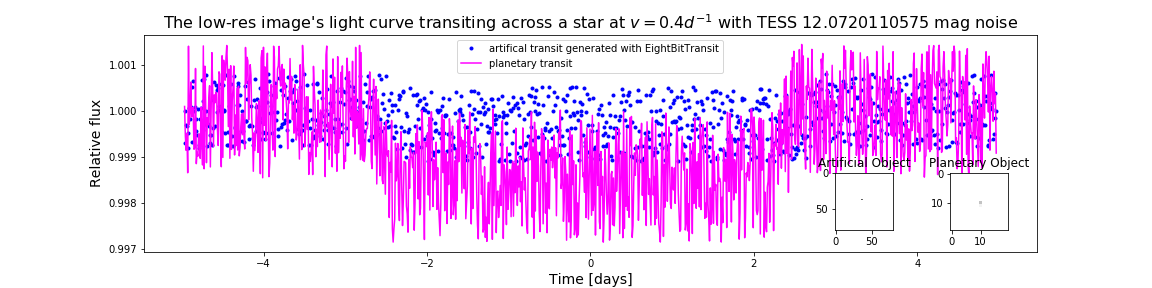 The low-res image's light curve transiting across a star at v = 0.4d⁻¹ with TESS 12.0720110575 mag noise
artifical transit generated with EightBitTransit
planetary transit
Relative flux
1.001
1.000
0.999
0.998
0.997
Artificial Object
0
50
0 50
Planetary Object
0
10
0 10
−4 −2 0 2 4
Time [days]